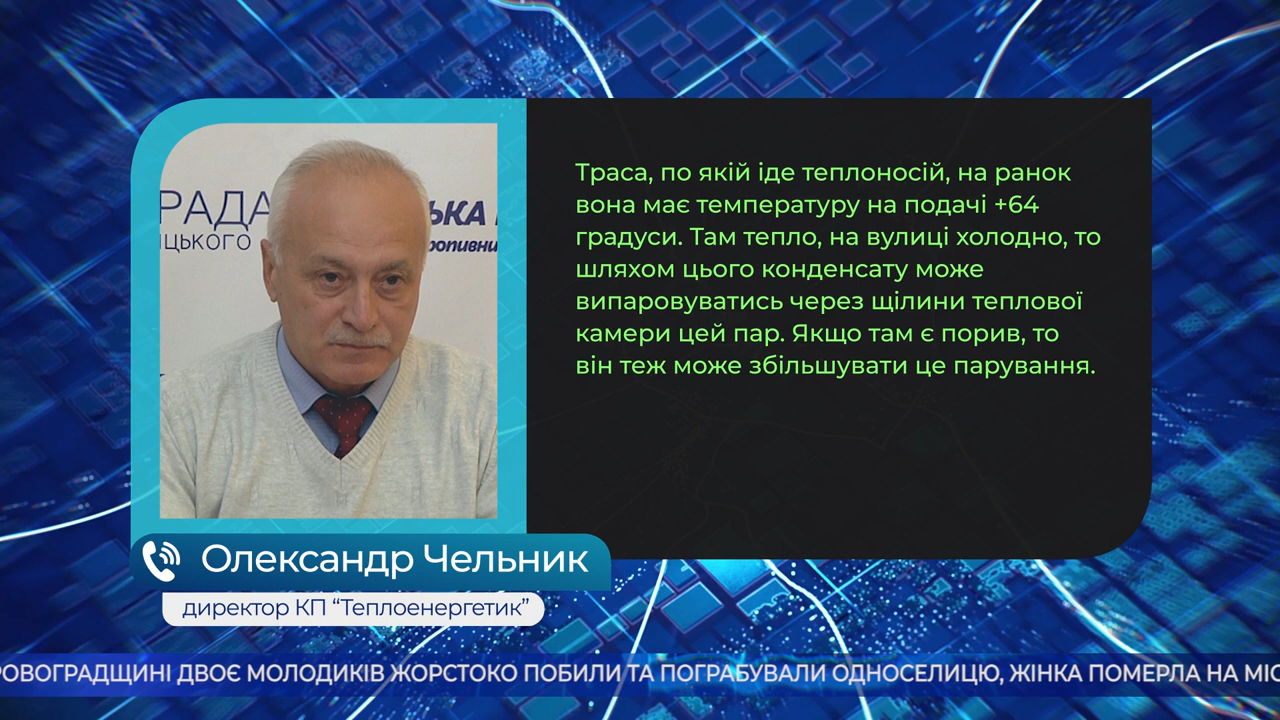 РАДА
ЦЬКОГО
ЬКА
ропивни
Траса, по якій іде теплоносій, на ранок
вона має температуру на подачі +64
градуси. Там тепло, на вулиці холодно, то
шляхом цього конденсату може
випаровуватись через щілини теплової
камери цей пар. Якщо там є порив, то
він теж може збільшувати це парування.
Олександр Чельник
директор КП “Теплоенергетик”
РОВОГРАДЩИНІ ДВОЄ МОЛОДИКІВ ЖОРСТОКО ПОБИЛИ ТА ПОГРАБУВАЛИ ОДНОСЕЛИЦЮ, ЖІНКА ПОМЕРЛА НА МІС